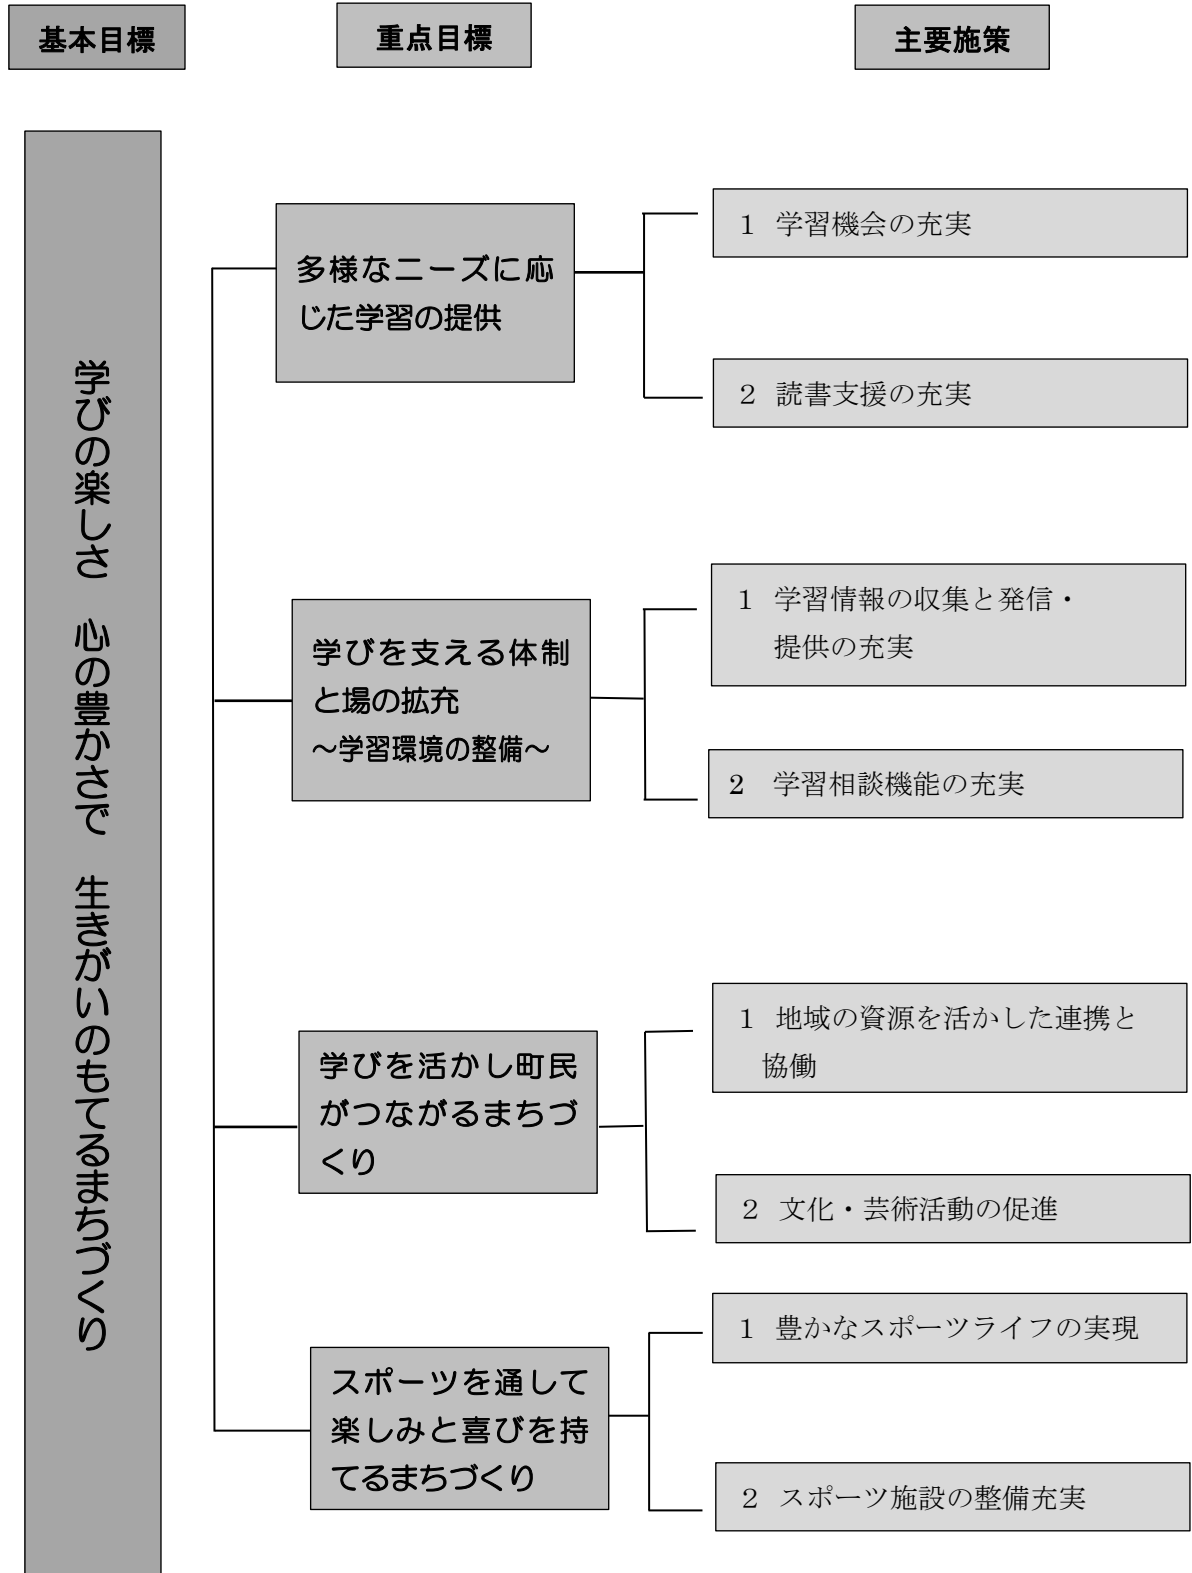 基本目標
重点目標
主要施策
学びの楽しさ　心の豊かさで　生きがいのもてるまちづくり
多様なニーズに応
じた学習の提供
１ 学習機会の充実
２ 読書支援の充実
学びを支える体制
と場の拡充
～学習環境の整備～
１ 学習情報の収集と発信・
提供の充実
２ 学習相談機能の充実
学びを活かし町民
がつながるまちづ
くり
１ 地域の資源を活かした連携と
協働
２ 文化・芸術活動の促進
スポーツを通して
楽しみと喜びを持
てるまちづくり
１ 豊かなスポーツライフの実現
２ スポーツ施設の整備充実